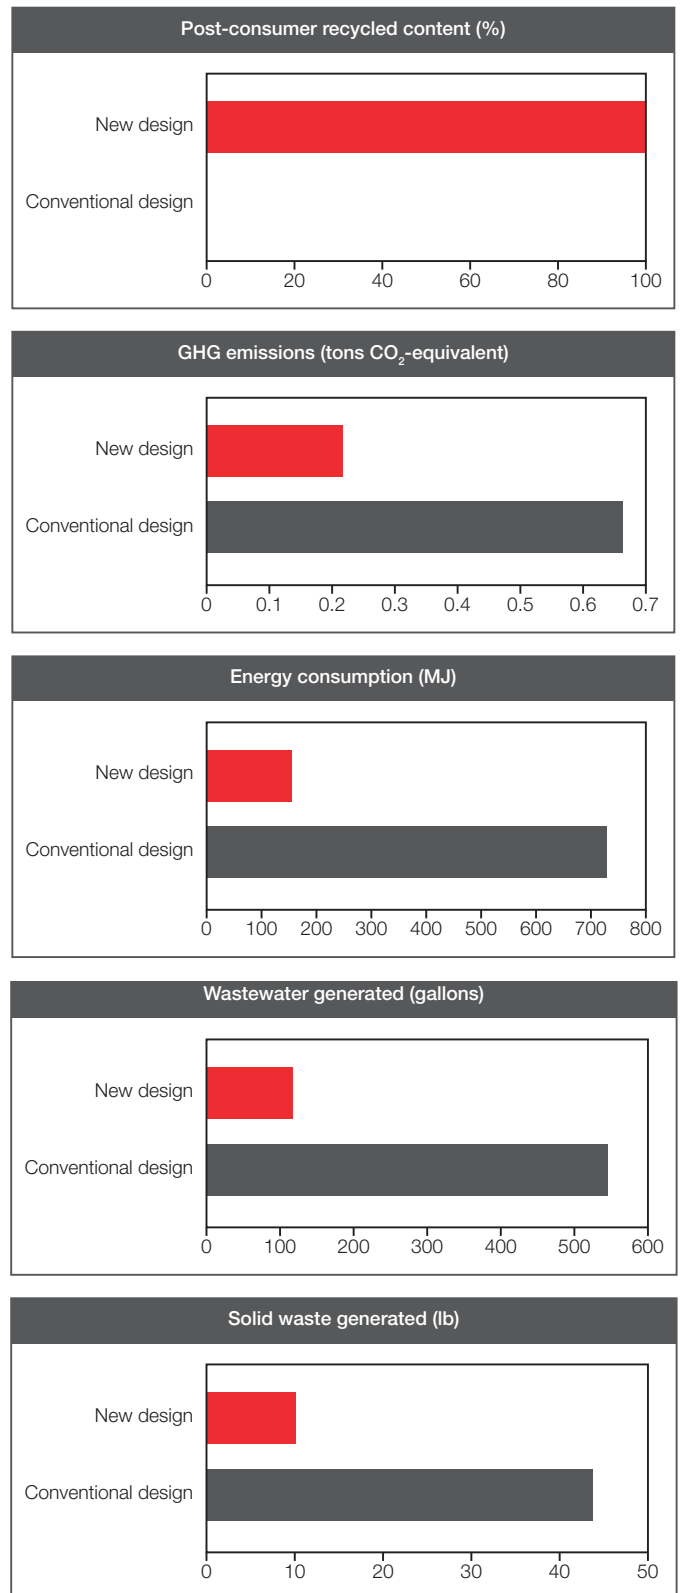 Post-consumer recycled content (%)
New design
Conventional design
0 20 40 60 80 100
GHG emissions (tons CO₂-equivalent)
New design
Conventional design
0 0.1 0.2 0.3 0.4 0.5 0.6 0.7
Energy consumption (MJ)
New design
Conventional design
0 100 200 300 400 500 600 700 800
Wastewater generated (gallons)
New design
Conventional design
0 100 200 300 400 500 600
Solid waste generated (lb)
New design
Conventional design
0 10 20 30 40 50